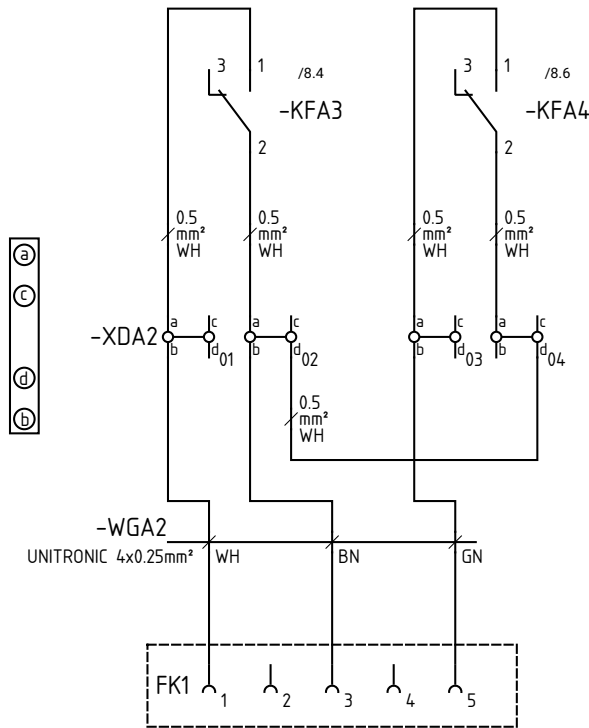 3 1 /8.4
-KFA3
2
3 1 /8.6
-KFA4
2
0.5
mm²
WH
0.5
mm²
WH
0.5
mm²
WH
0.5
mm²
WH
a
c
d
b
-XDA2
a c
b d 01
a c
b d 02
a c
b d 03
a c
b d 04
0.5
mm²
WH
-WGA2
UNITRONIC 4x0.25mm² WH BN GN
FK1 1 2 3 4 5